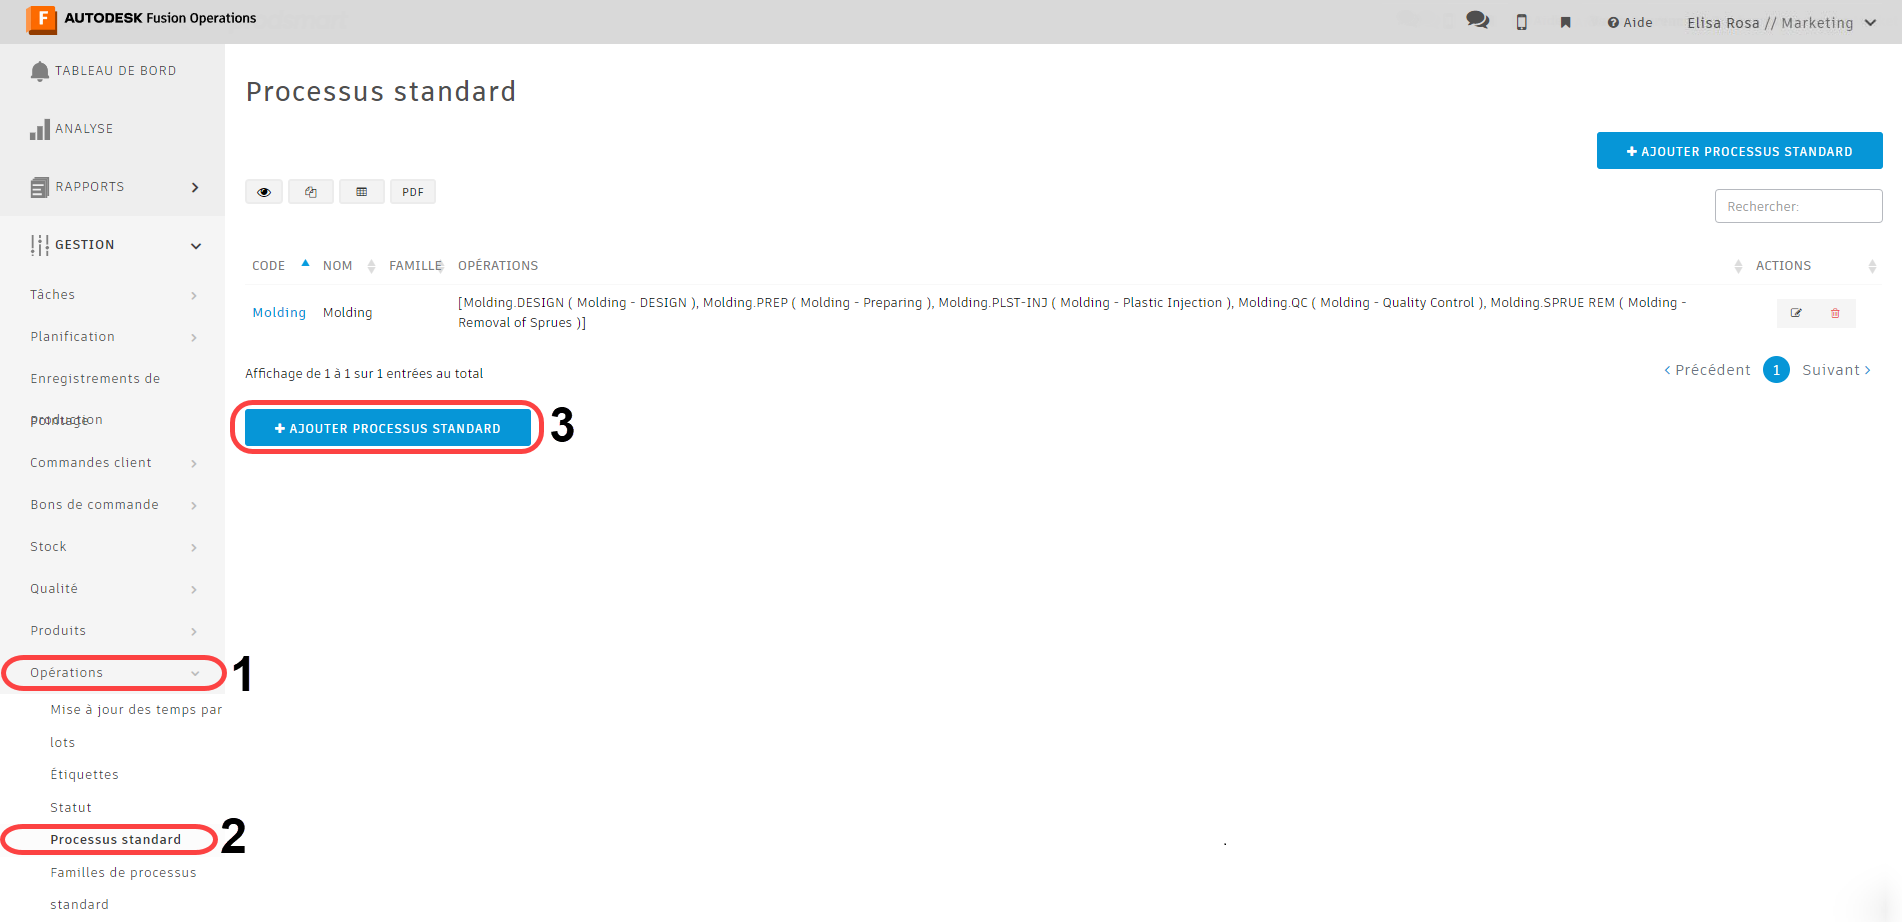 AUTODESK Fusion Operations
Aide
Elisa Rosa // Marketing
TABLEAU DE BORD
ANALYSE
RAPPORTS
GESTION
Tâches
Planification
Enregistrements de
production
Pointage
Commandes client
Bons de commande
Stock
Qualité
Produits
Opérations
1
Mise à jour des temps par
lots
Étiquettes
Statut
Processus standard
2
Familles de processus
standard
Processus standard
+ AJOUTER PROCESSUS STANDARD
PDF
Rechercher:
CODE NOM FAMILLE OPÉRATIONS ACTIONS
Molding Molding [Molding.DESIGN ( Molding - DESIGN ), Molding.PREP ( Molding - Preparing ), Molding.PLST-INJ ( Molding - Plastic Injection ), Molding.QC ( Molding - Quality Control ), Molding.SPRUE REM ( Molding -
Removal of Sprues )]
Affichage de 1 à 1 sur 1 entrées au total
‹ Précédent 1 Suivant ›
+ AJOUTER PROCESSUS STANDARD
3